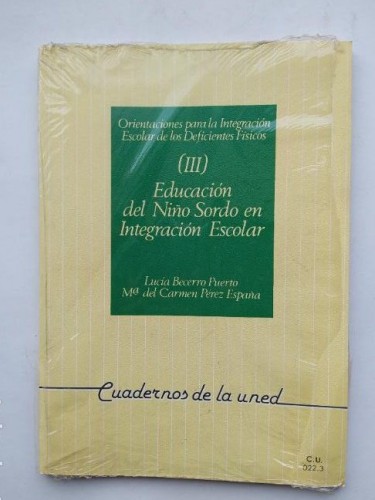 Orientaciones para la Integración
Escolar de los Deficientes Físicos
(III)
Educación
del Niño Sordo en
Integración Escolar
Lucía Becerro Puerto
Mª del Carmen Pérez España
Cuadernos de la uned
C.U.
022.3